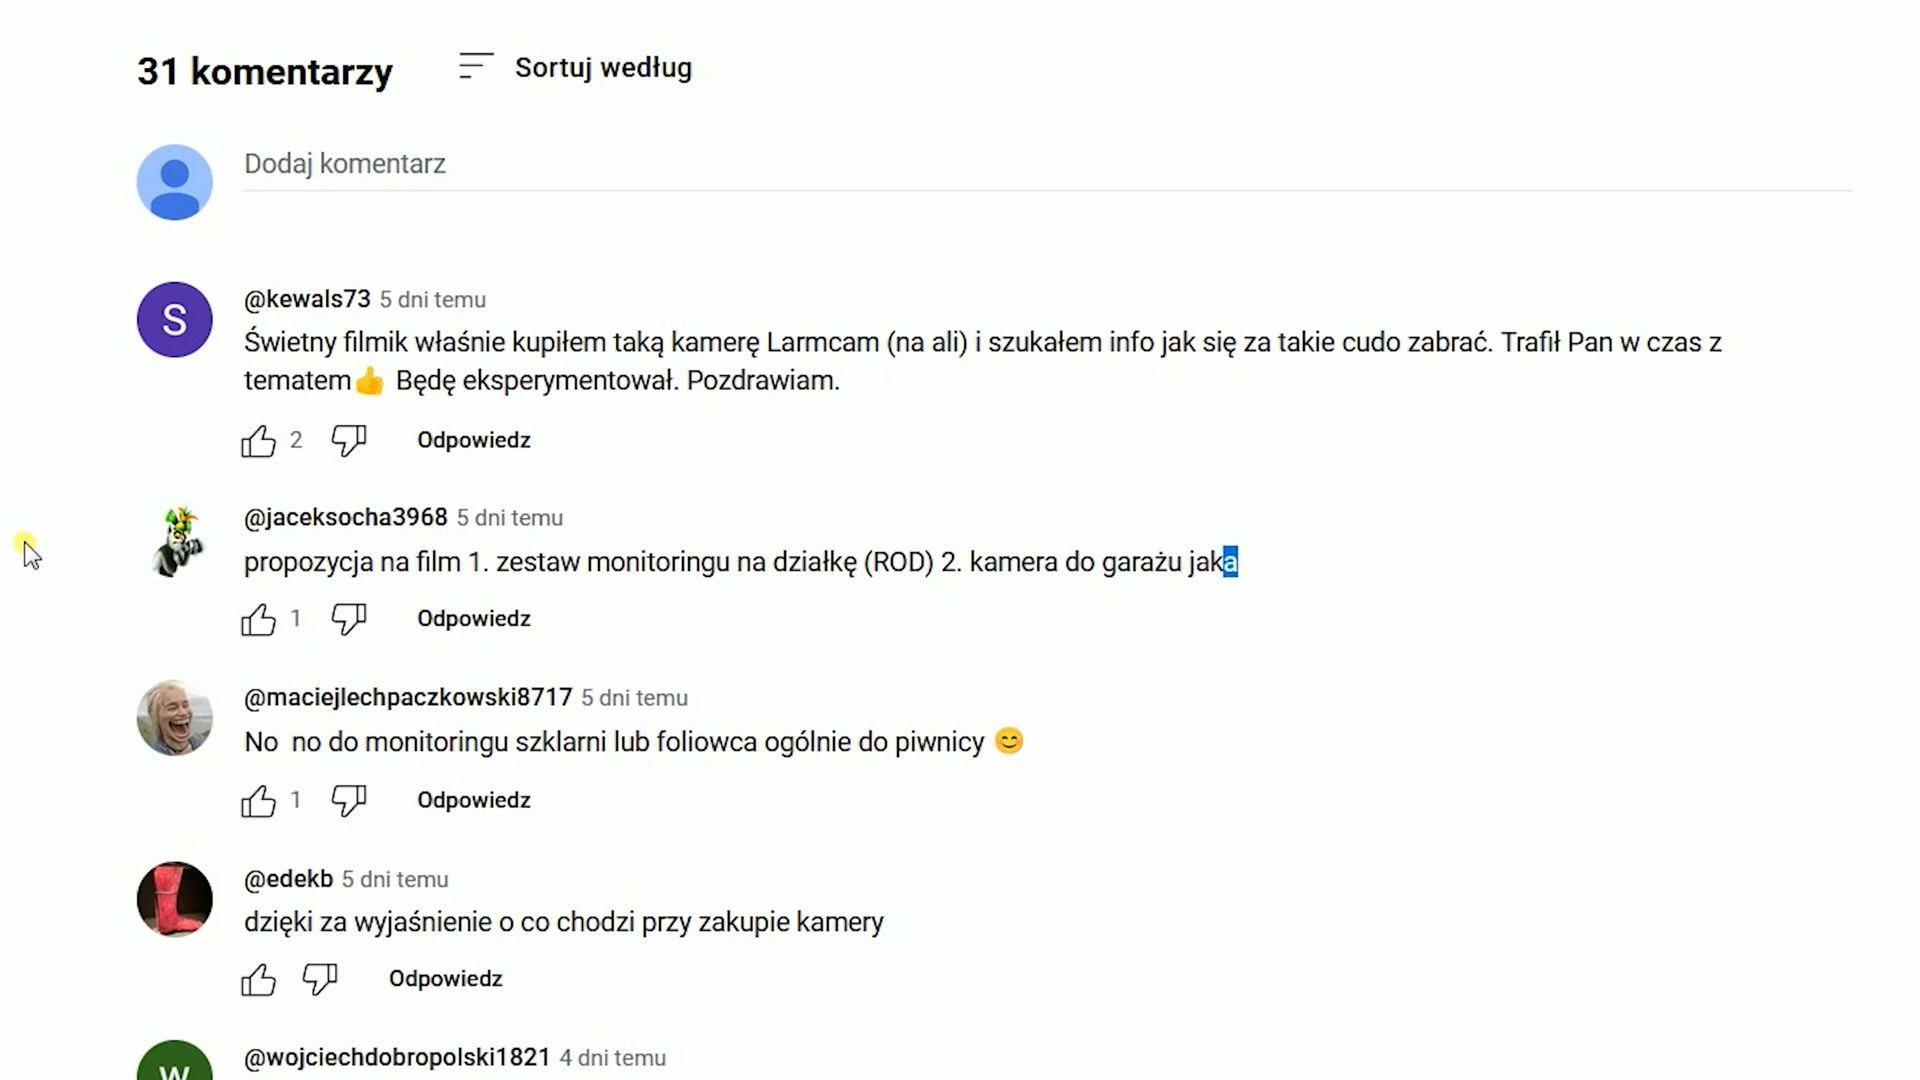 31 komentarzy
Sortuj według
Dodaj komentarz
S
@kewals73 5 dni temu
Świetny filmik właśnie kupiłem taką kamerę Larmcam (na ali) i szukałem info jak się za takie cudo zabrać. Trafił Pan w czas z
tematem👍 Będę eksperymentował. Pozdrawiam.
2 Odpowiedz
@jaceksocha3968 5 dni temu
propozycja na film 1. zestaw monitoringu na działkę (ROD) 2. kamera do garażu jaka
1 Odpowiedz
@maciejlechpaczkowski8717 5 dni temu
No  no do monitoringu szklarni lub foliowca ogólnie do piwnicy 😊
1 Odpowiedz
@edekb 5 dni temu
dzięki za wyjaśnienie o co chodzi przy zakupie kamery
Odpowiedz
W
@wojciechdobropolski1821 4 dni temu